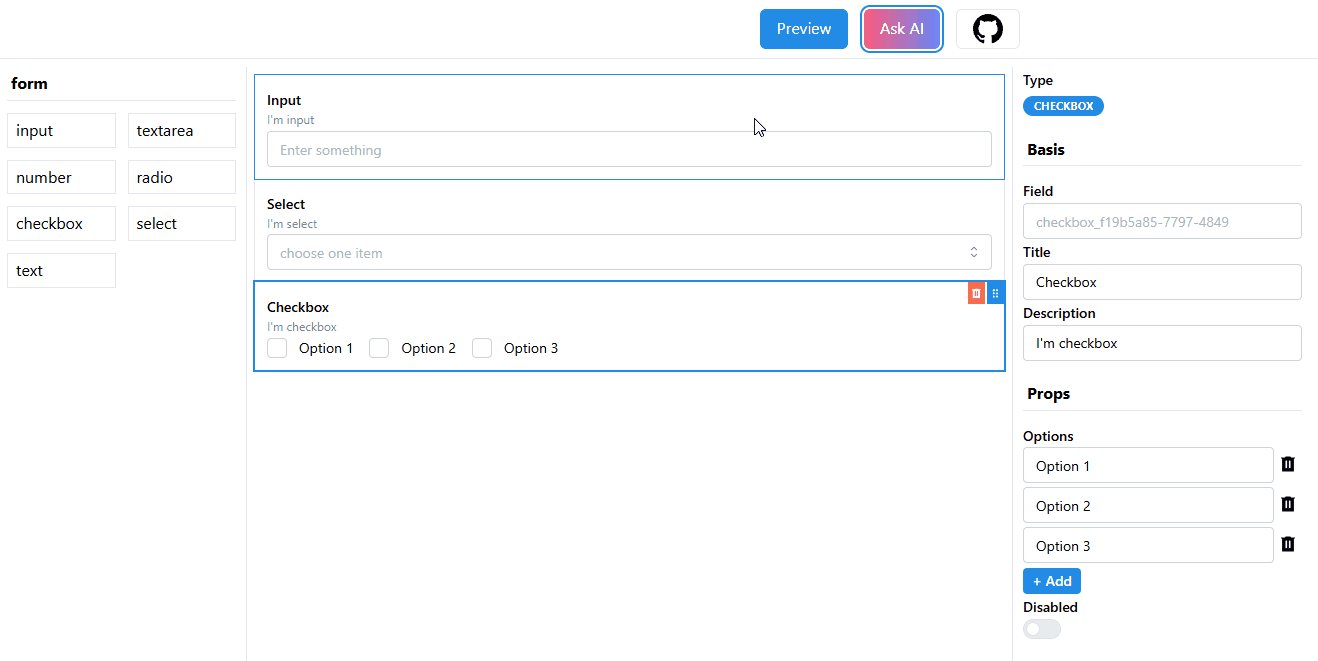 Preview
Ask AI
form
input
textarea
number
radio
checkbox
select
text
Input
I'm input
Enter something
Select
I'm select
choose one item
Checkbox
I'm checkbox
Option 1
Option 2
Option 3
Type
CHECKBOX
Basis
Field
checkbox_f19b5a85-7797-4849
Title
Checkbox
Description
I'm checkbox
Props
Options
Option 1
Option 2
Option 3
+ Add
Disabled